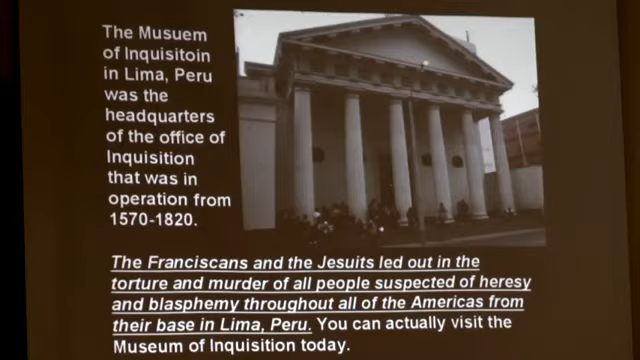 The Musuem
of Inquisitoin
in Lima, Peru
was the
headquarters
of the office of
Inquisition
that was in
operation from
1570-1820.
The Franciscans and the Jesuits led out in the
torture and murder of all people suspected of heresy
and blasphemy throughout all of the Americas from
their base in Lima, Peru. You can actually visit the
Museum of Inquisition today.